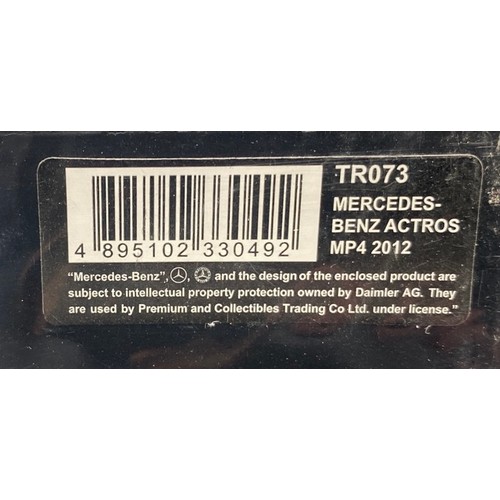 TR073
MERCEDES-
BENZ ACTROS
MP4 2012
4 895102 330492
"Mercedes-Benz", and the design of the enclosed product are
subject to intellectual property protection owned by Daimler AG. They
are used by Premium and Collectibles Trading Co Ltd. under license."